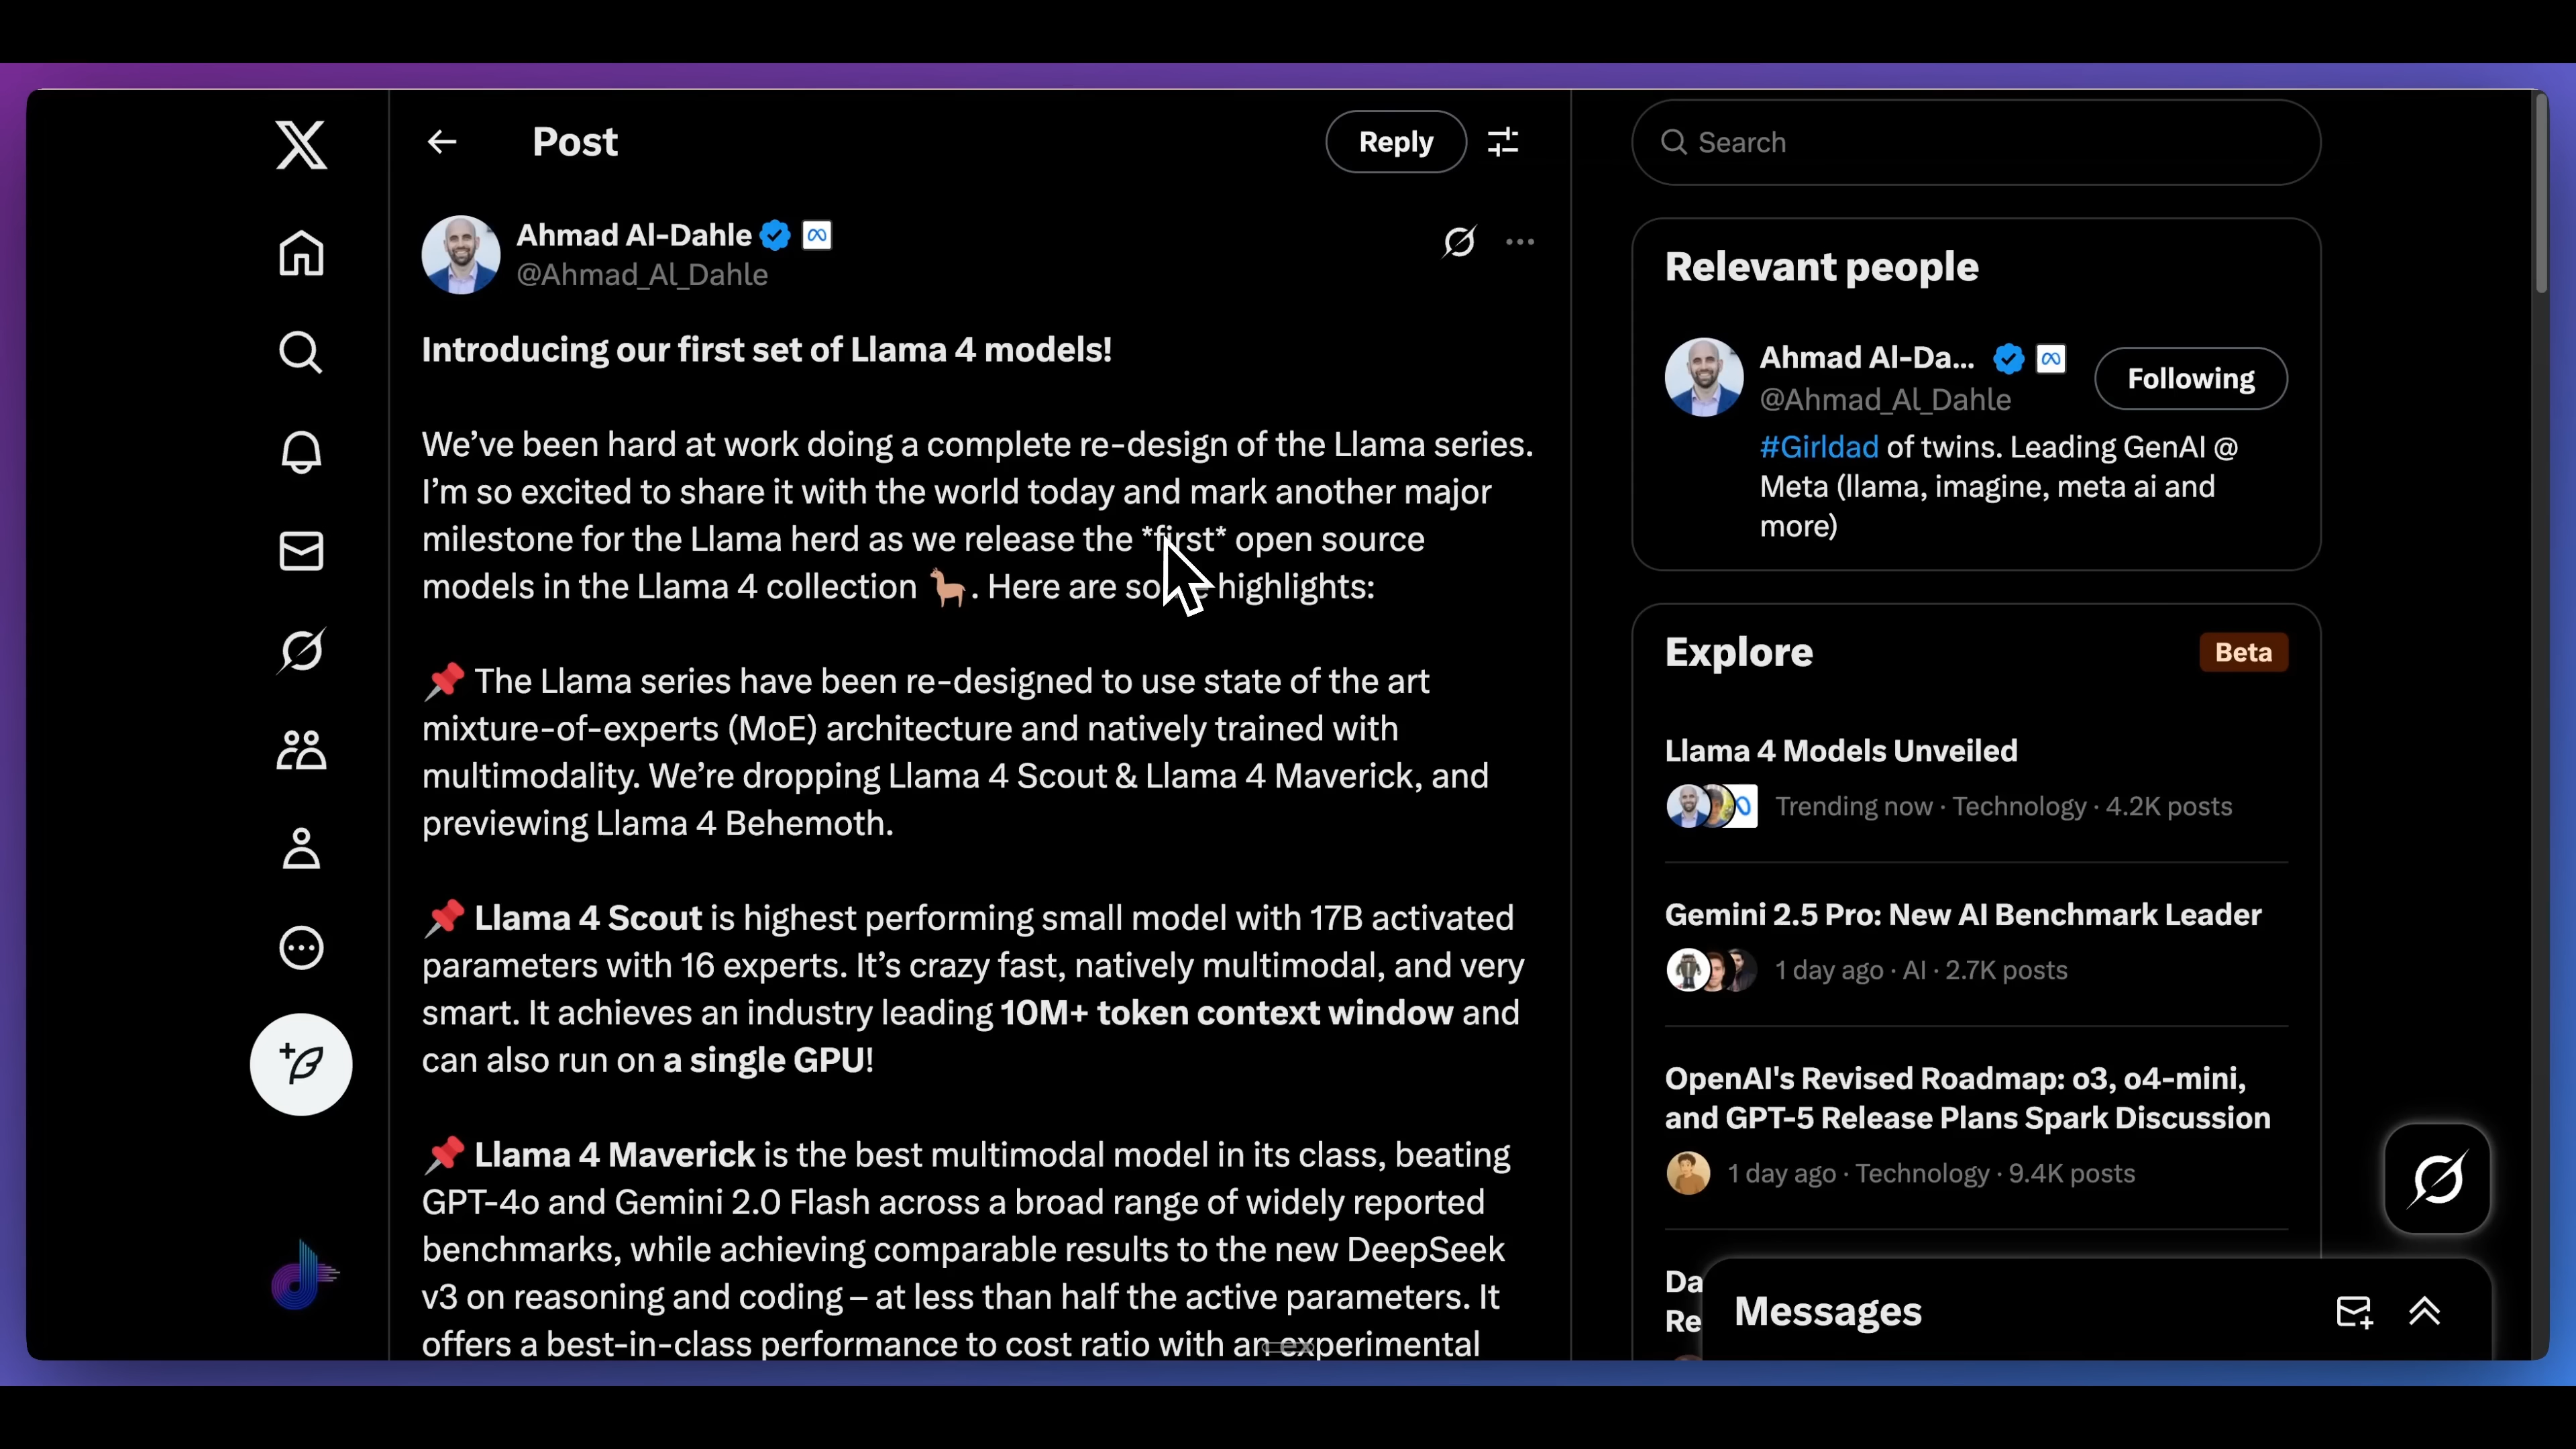 Post
Reply
Ahmad Al-Dahle
@Ahmad_Al_Dahle
Introducing our first set of Llama 4 models!
We’ve been hard at work doing a complete re-design of the Llama series.
I’m so excited to share it with the world today and mark another major
milestone for the Llama herd as we release the *first* open source
models in the Llama 4 collection 🦙. Here are some highlights:
📌 The Llama series have been re-designed to use state of the art
mixture-of-experts (MoE) architecture and natively trained with
multimodality. We’re dropping Llama 4 Scout & Llama 4 Maverick, and
previewing Llama 4 Behemoth.
📌 Llama 4 Scout is highest performing small model with 17B activated
parameters with 16 experts. It’s crazy fast, natively multimodal, and very
smart. It achieves an industry leading 10M+ token context window and
can also run on a single GPU!
📌 Llama 4 Maverick is the best multimodal model in its class, beating
GPT-4o and Gemini 2.0 Flash across a broad range of widely reported
benchmarks, while achieving comparable results to the new DeepSeek
v3 on reasoning and coding – at less than half the active parameters. It
offers a best-in-class performance to cost ratio with an experimental
Search
Relevant people
Ahmad Al-Da...
@Ahmad_Al_Dahle
Following
#Girldad of twins. Leading GenAI @
Meta (llama, imagine, meta ai and
more)
Explore
Beta
Llama 4 Models Unveiled
Trending now · Technology · 4.2K posts
Gemini 2.5 Pro: New AI Benchmark Leader
1 day ago · AI · 2.7K posts
OpenAI's Revised Roadmap: o3, o4-mini,
and GPT-5 Release Plans Spark Discussion
1 day ago · Technology · 9.4K posts
Da
Re
Messages